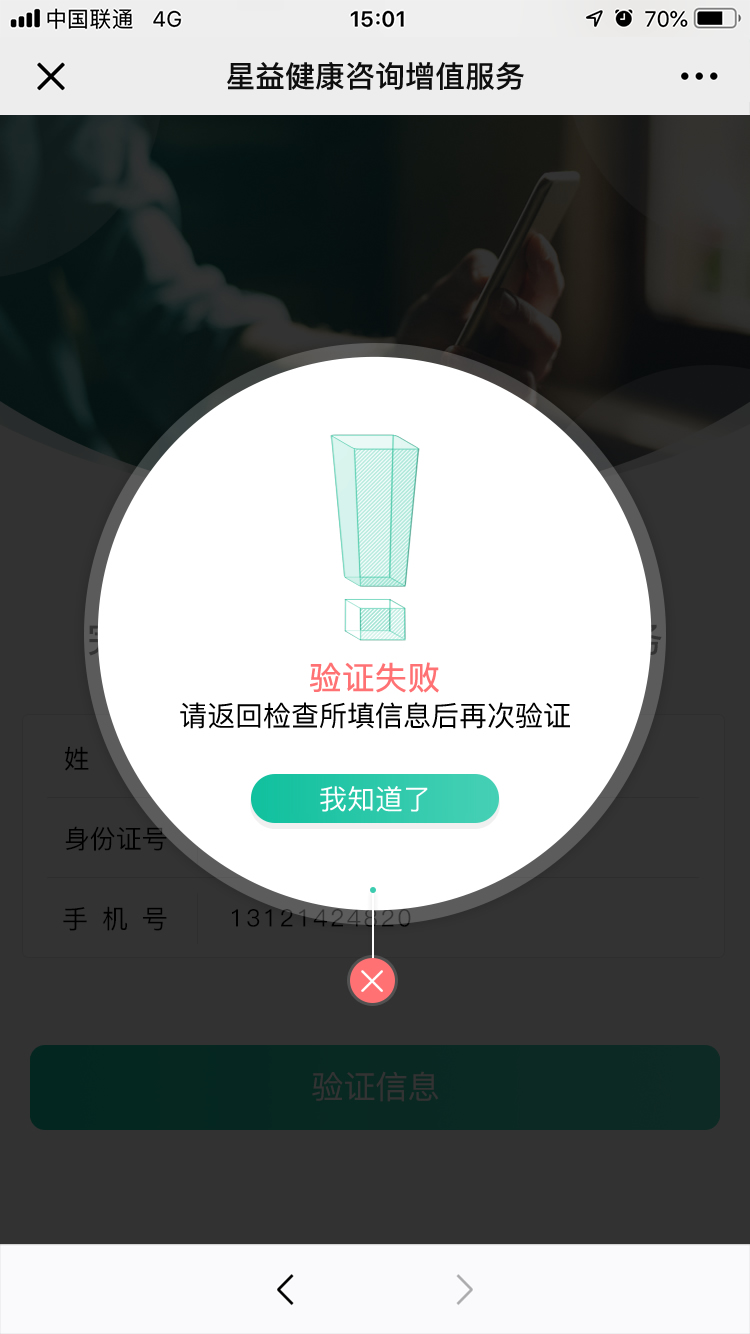 中国联通 4G 15:01 70%
星益健康咨询增值服务
验证失败
请返回检查所填信息后再次验证
姓
我知道了
身份证号
手机号 13121424820
验证信息